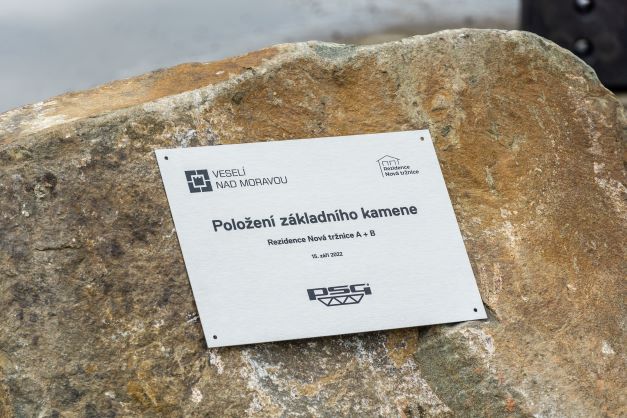 VESELÍ
NAD MORAVOU
Rezidence
Nová tržnice
Položení základního kamene
Rezidence Nová tržnice A + B
15. září 2022
PSG